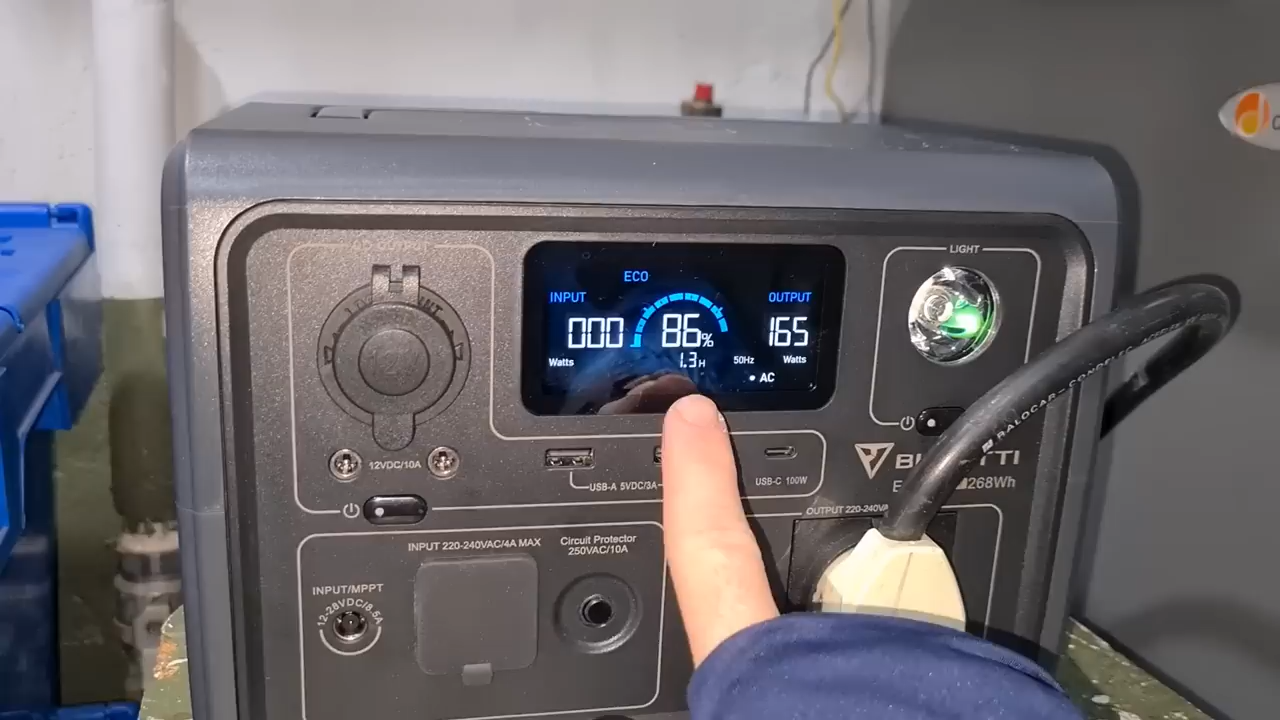 ECO
INPUT
OUTPUT
000
86%
165
Watts
1.3H
50Hz
Watts
AC
LIGHT
12VDC/10A
USB-A 5VDC/3A
USB-C 100W
268Wh
OUTPUT 220-240VA
INPUT 220-240VAC/4A MAX
Circuit Protector
250VAC/10A
INPUT/MPPT
12-28VDC/8.5A